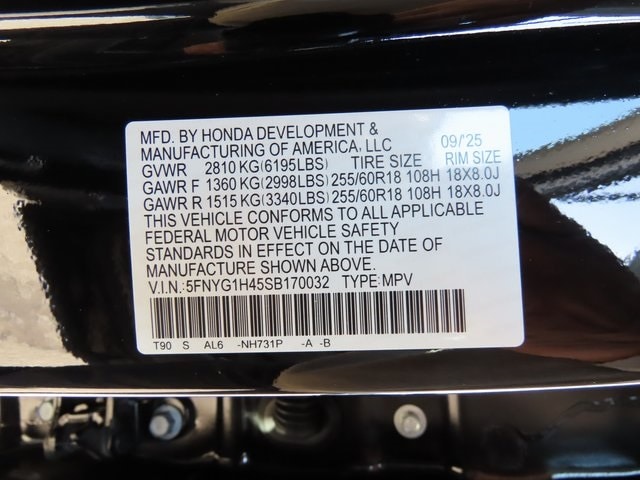 MFD. BY HONDA DEVELOPMENT &
MANUFACTURING OF AMERICA, LLC 09/'25
GVWR 2810 KG(6195LBS) TIRE SIZE RIM SIZE
GAWR F 1360 KG(2998LBS) 255/60R18 108H 18X8.0J
GAWR R 1515 KG(3340LBS) 255/60R18 108H 18X8.0J
THIS VEHICLE CONFORMS TO ALL APPLICABLE
FEDERAL MOTOR VEHICLE SAFETY
STANDARDS IN EFFECT ON THE DATE OF
MANUFACTURE SHOWN ABOVE.
V.I.N.:5FNYG1H45SB170032 TYPE:MPV
T90 S AL6 -NH731P -A -B